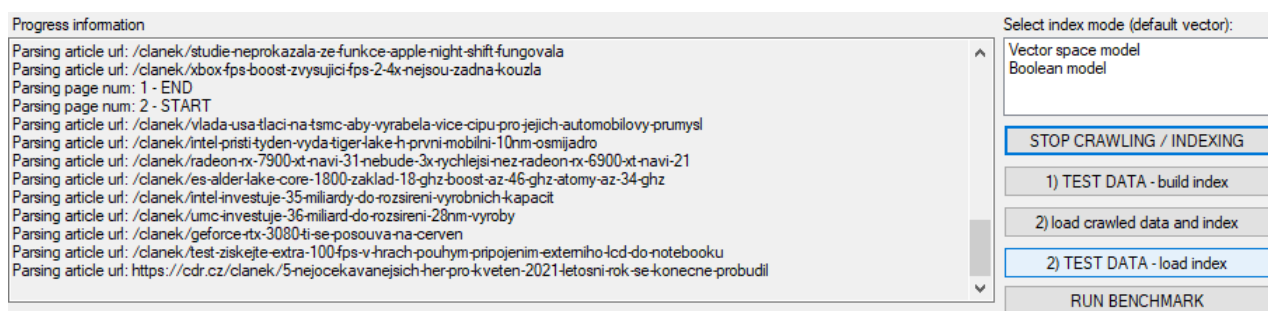 Progress information
Parsing article url: /clanek/studie-neprokazala-ze-funkce-apple-night-shift-fungovala
Parsing article url: /clanek/xbox-fps-boost-zvysujici-fps-2-4x-nejsou-zadna-kouzla
Parsing page num: 1 - END
Parsing page num: 2 - START
Parsing article url: /clanek/vlada-usa-tlaci-na-tsmc-aby-vyrabela-vice-cipu-pro-jejich-automobilovy-prumysl
Parsing article url: /clanek/intel-pristi-tyden-vyda-tiger-lake-h-prvni-mobilni-10nm-osmijadro
Parsing article url: /clanek/radeon-rx-7900-xt-navi-31-nebude-3x-rychlejsi-nez-radeon-rx-6900-xt-navi-21
Parsing article url: /clanek/es-alder-lake-core-1800-zaklad-18-ghz-boost-az-46-ghz-atomy-az-34-ghz
Parsing article url: /clanek/intel-investuje-35-miliardy-do-rozsireni-vyrobnich-kapacit
Parsing article url: /clanek/umc-investuje-36-miliard-do-rozsireni-28nm-vyroby
Parsing article url: /clanek/geforce-rtx-3080-ti-se-posouva-na-cerven
Parsing article url: /clanek/test-ziskejte-extra-100-fps-v-hrach-pouhym-pripojenim-externiho-lcd-do-notebooku
Parsing article url: https://cdr.cz/clanek/5-nejocekavanejsich-her-pro-kveten-2021-letosni-rok-se-konecne-probudil
Select index mode (default vector):
Vector space model
Boolean model
STOP CRAWLING / INDEXING
1) TEST DATA - build index
2) load crawled data and index
2) TEST DATA - load index
RUN BENCHMARK